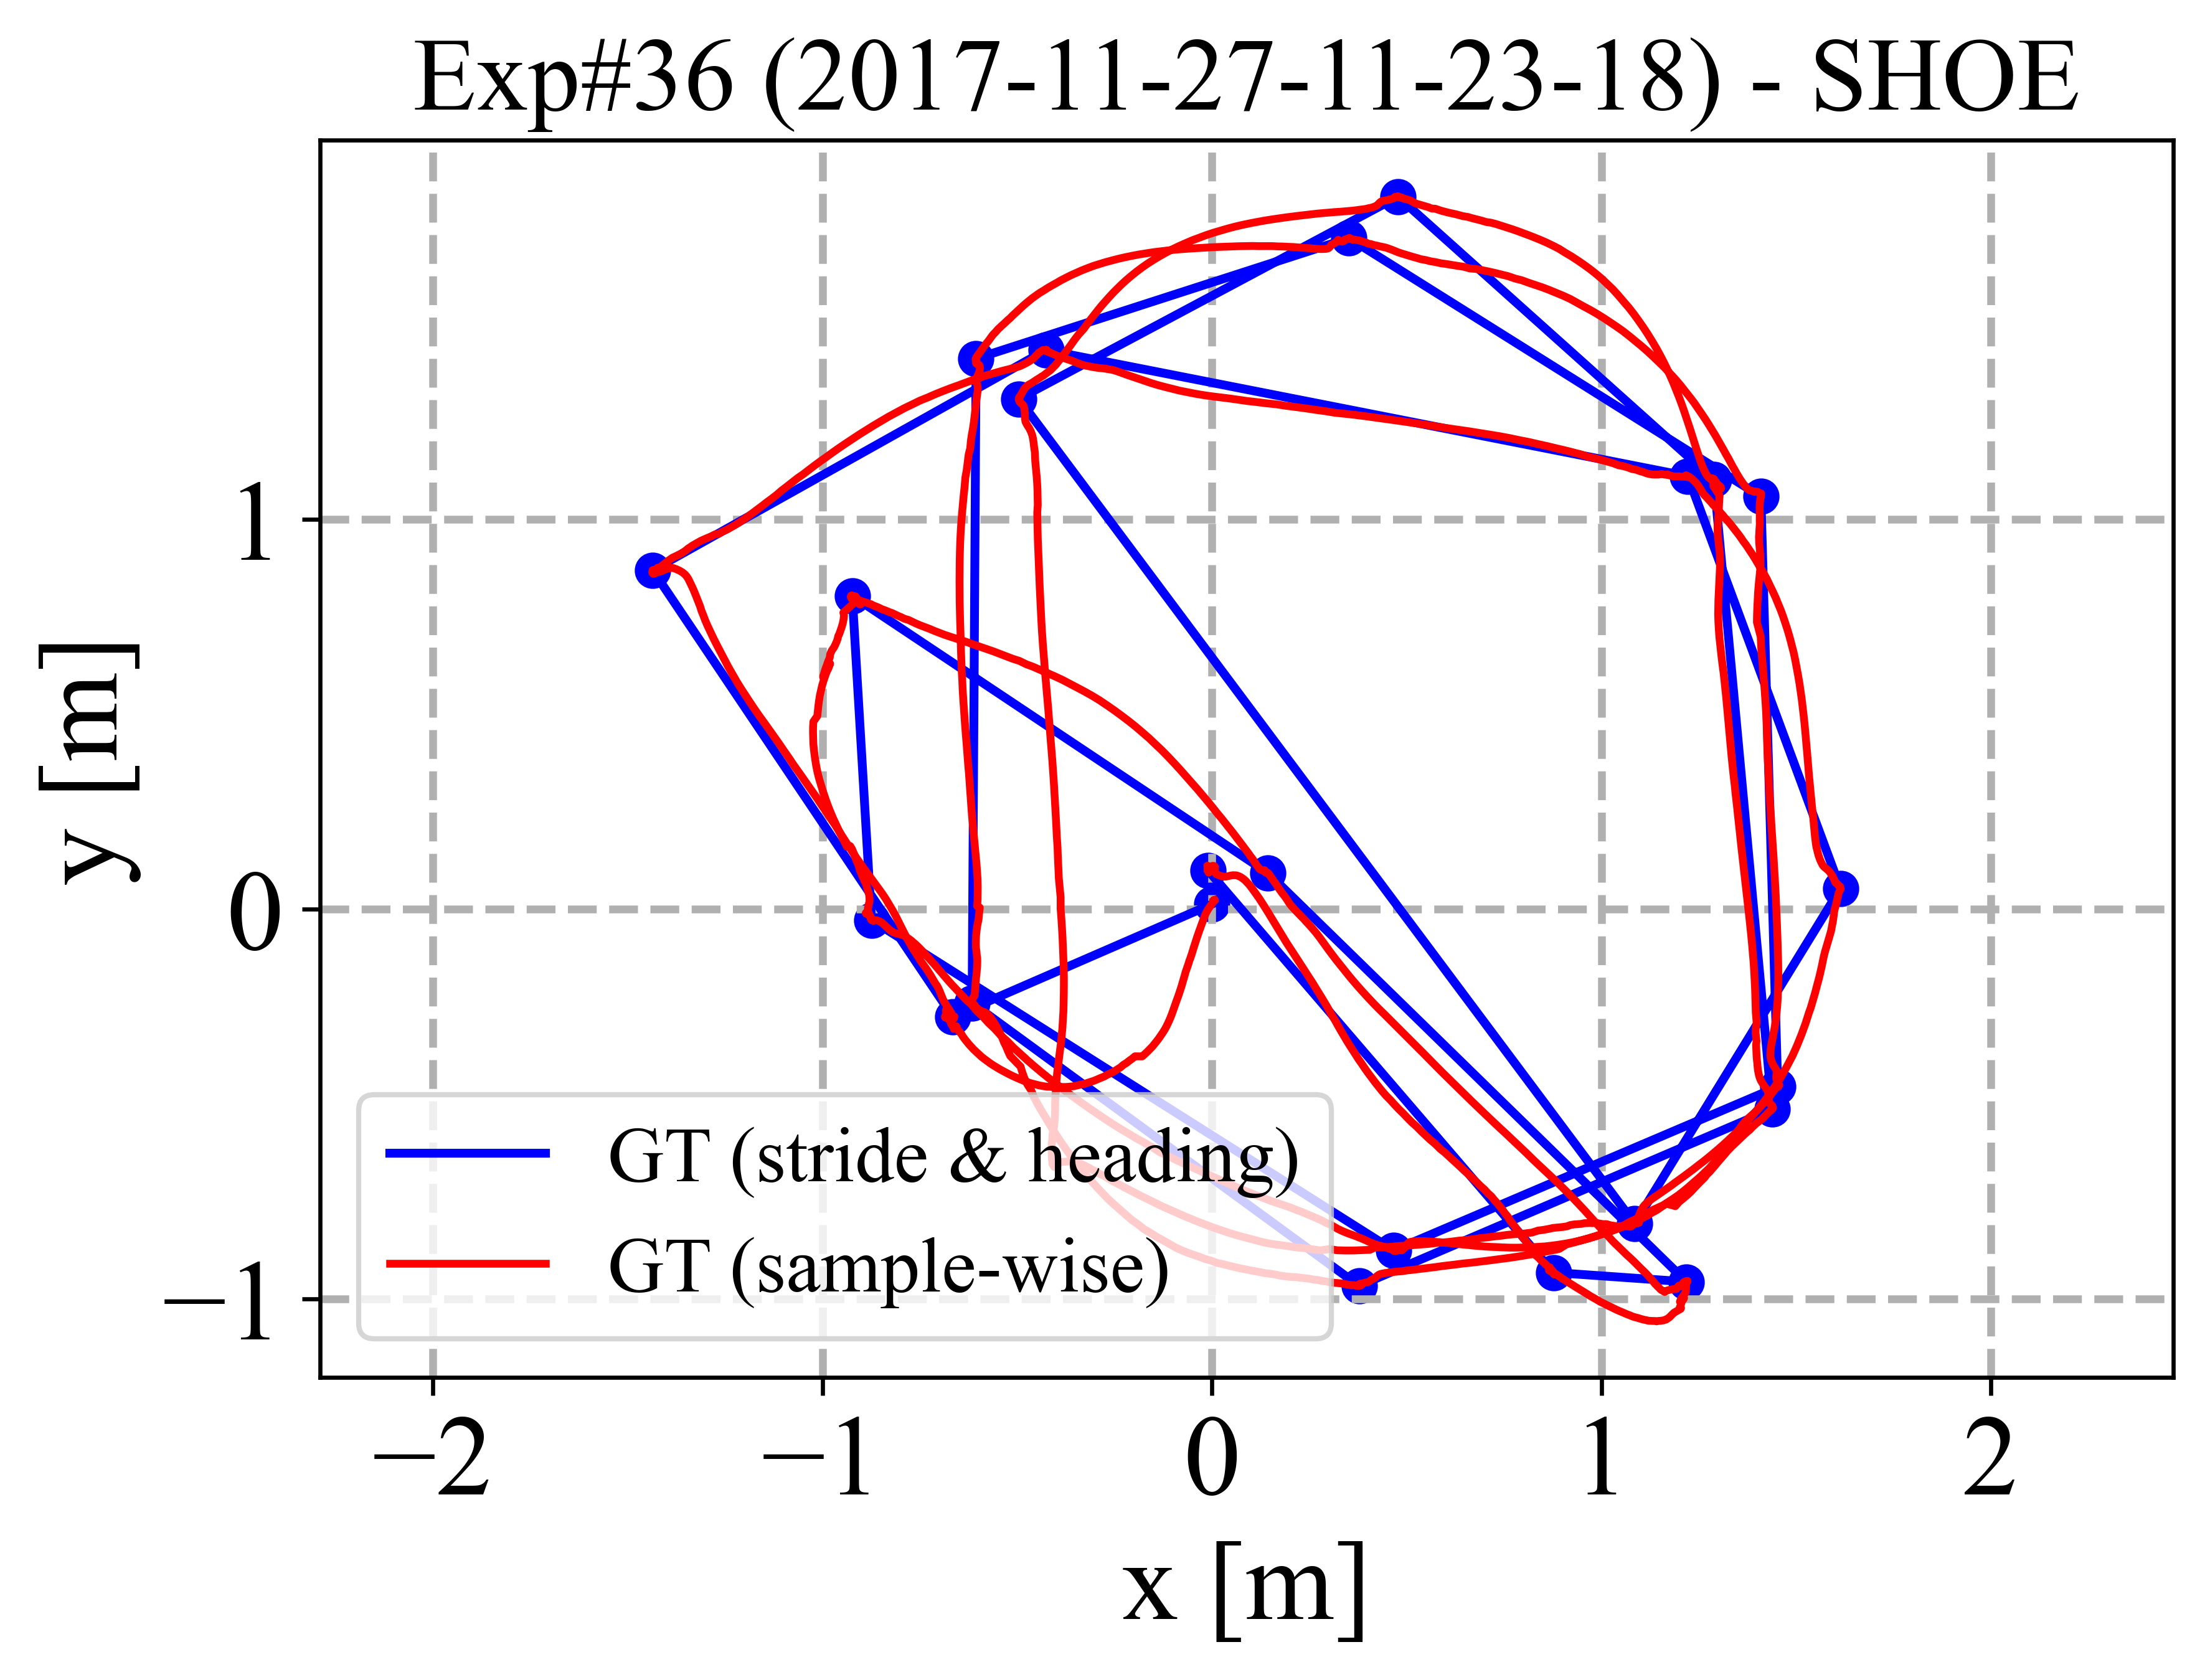 Exp#36 (2017-11-27-11-23-18) - SHOE
y [m]
1
0
−1
GT (stride & heading)
GT (sample-wise)
−2 −1 0 1 2
x [m]